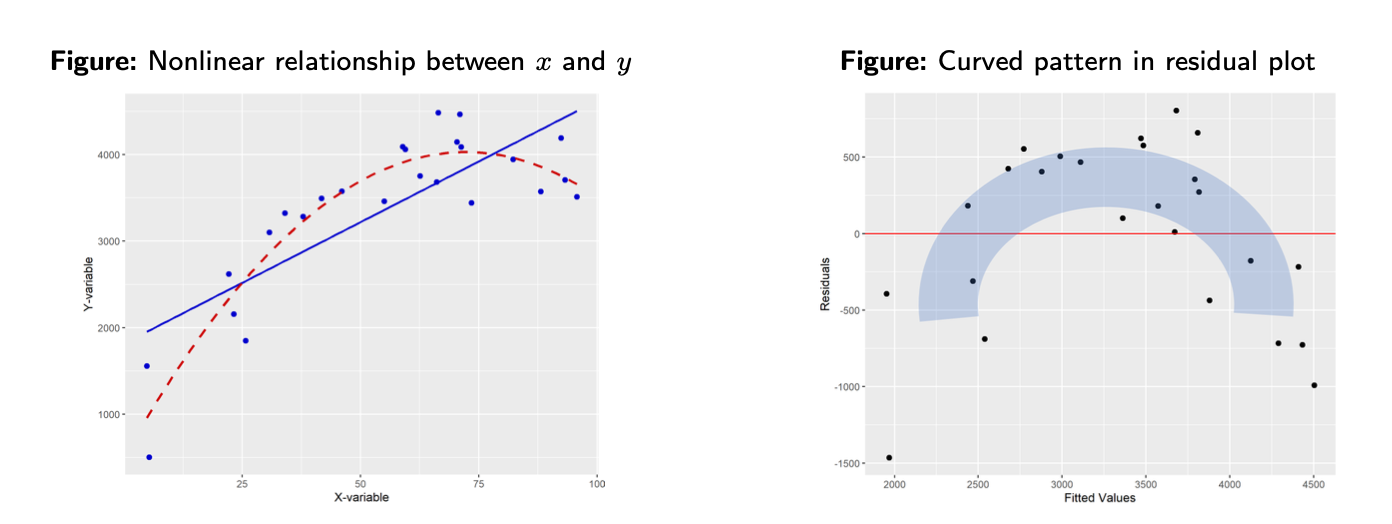 Figure: Nonlinear relationship between x and y
4000
3000
2000
1000
Y-variable
25 50 75 100
X-variable
Figure: Curved pattern in residual plot
500
0
-500
-1000
-1500
Residuals
2000 2500 3000 3500 4000 4500
Fitted Values